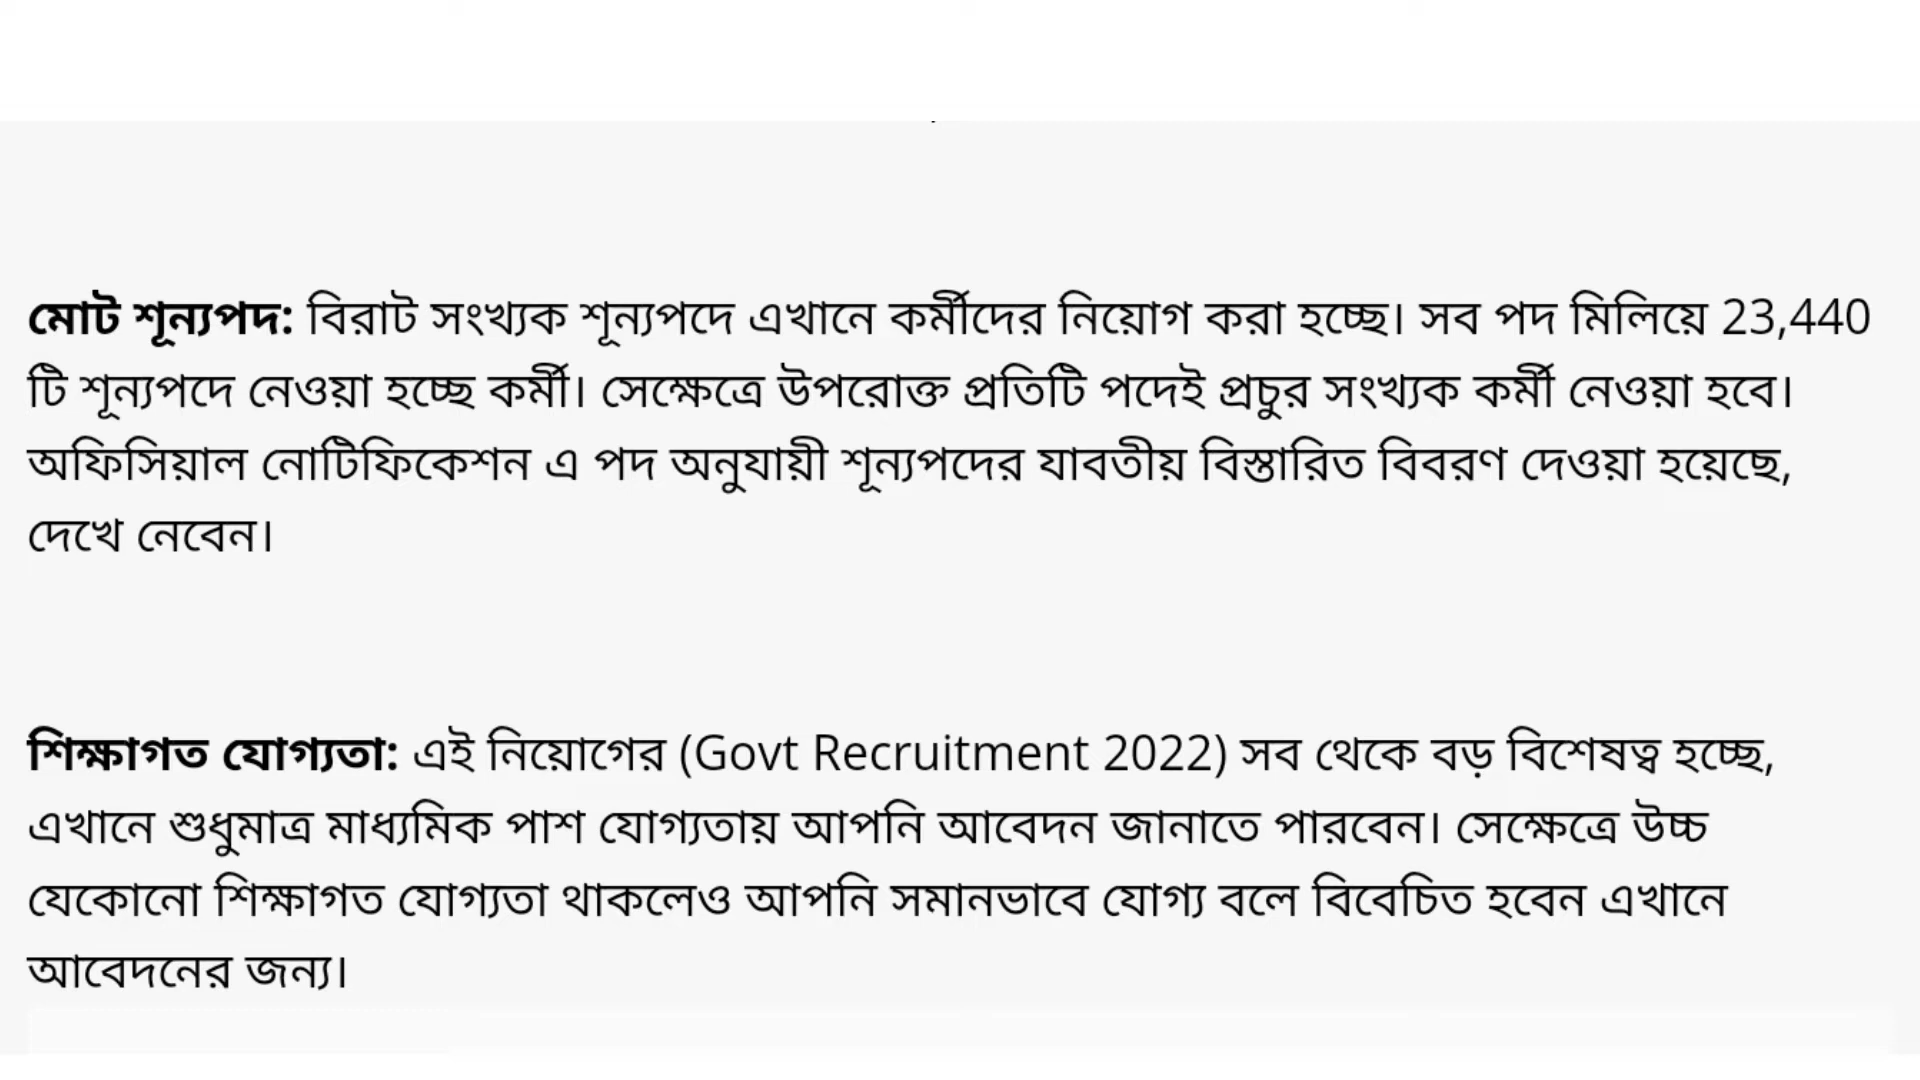 মোট শূন্যপদ: বিরাট সংখ্যক শূন্যপদে এখানে কর্মীদের নিয়োগ করা হচ্ছে। সব পদ মিলিয়ে 23,440
টি শূন্যপদে নেওয়া হচ্ছে কর্মী। সেক্ষেত্রে উপরোক্ত প্রতিটি পদেই প্রচুর সংখ্যক কর্মী নেওয়া হবে।
অফিসিয়াল নোটিফিকেশন এ পদ অনুযায়ী শূন্যপদের যাবতীয় বিস্তারিত বিবরণ দেওয়া হয়েছে,
দেখে নেবেন।
শিক্ষাগত যোগ্যতা: এই নিয়োগের (Govt Recruitment 2022) সব থেকে বড় বিশেষত্ব হচ্ছে,
এখানে শুধুমাত্র মাধ্যমিক পাশ যোগ্যতায় আপনি আবেদন জানাতে পারবেন। সেক্ষেত্রে উচ্চ
যেকোনো শিক্ষাগত যোগ্যতা থাকলেও আপনি সমানভাবে যোগ্য বলে বিবেচিত হবেন এখানে
আবেদনের জন্য।